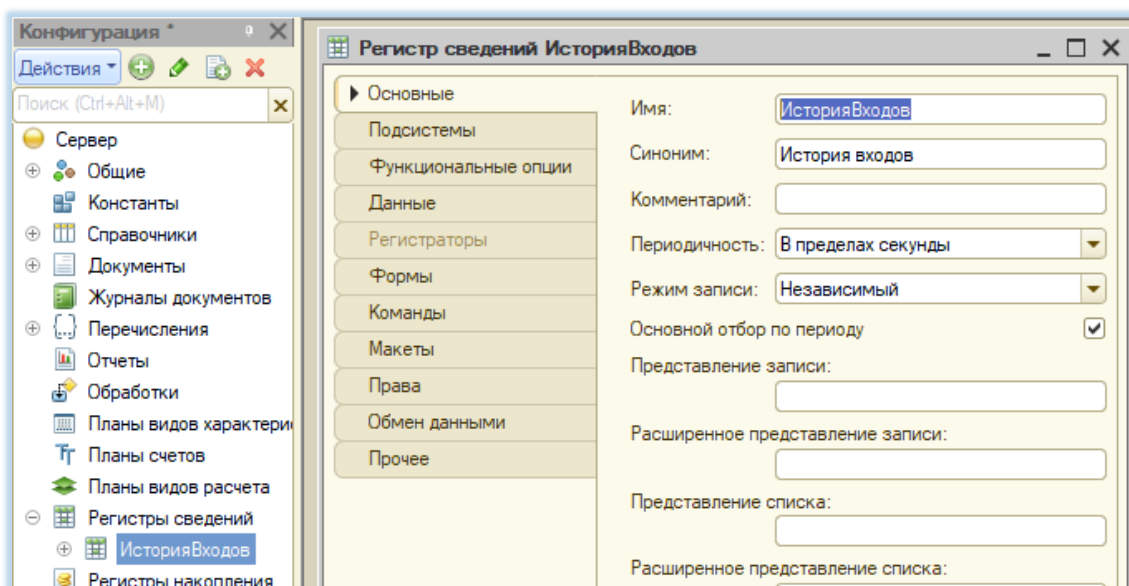 Конфигурация *
Действия
Поиск (Ctrl+Alt+M)
Сервер
Общие
Константы
Справочники
Документы
Журналы документов
Перечисления
Отчеты
Обработки
Планы видов характери
Планы счетов
Планы видов расчета
Регистры сведений
ИсторияВходов
Регистры накопления
Регистр сведений ИсторияВходов
Основные
Подсистемы
Функциональные опции
Данные
Регистраторы
Формы
Команды
Макеты
Права
Обмен данными
Прочее
Имя: ИсторияВходов
Синоним: История входов
Комментарий:
Периодичность: В пределах секунды
Режим записи: Независимый
Основной отбор по периоду
Представление записи:
Расширенное представление записи:
Представление списка:
Расширенное представление списка: